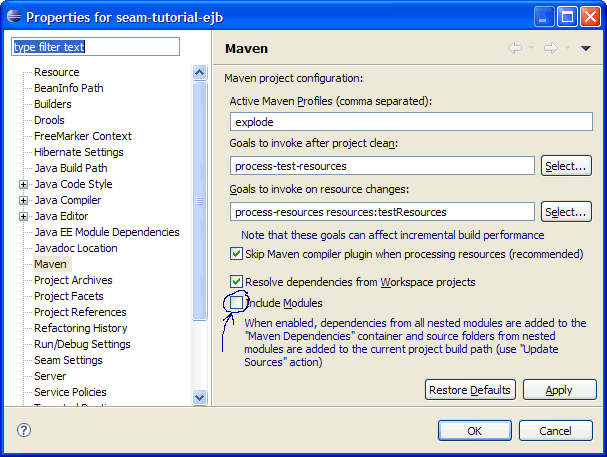 Properties for seam-tutorial-ejb
type filter text
Resource
BeanInfo Path
Builders
Drools
FreeMarker Context
Hibernate Settings
Java Build Path
Java Code Style
Java Compiler
Java Editor
Java EE Module Dependencies
Javadoc Location
Maven
Project Archives
Project Facets
Project References
Refactoring History
Run/Debug Settings
Seam Settings
Server
Service Policies
Maven
Maven project configuration:
Active Maven Profiles (comma separated):
explode
Goals to invoke after project clean:
process-test-resources
Select...
Goals to invoke on resource changes:
process-resources resources:testResources
Select...
Note that these goals can affect incremental build performance
Skip Maven compiler plugin when processing resources (recommended)
Resolve dependencies from Workspace projects
Include Modules
When enabled, dependencies from all nested modules are added to the
"Maven Dependencies" container and source folders from nested
modules are added to the current project build path (use "Update
Sources" action)
Restore Defaults
Apply
?
OK
Cancel